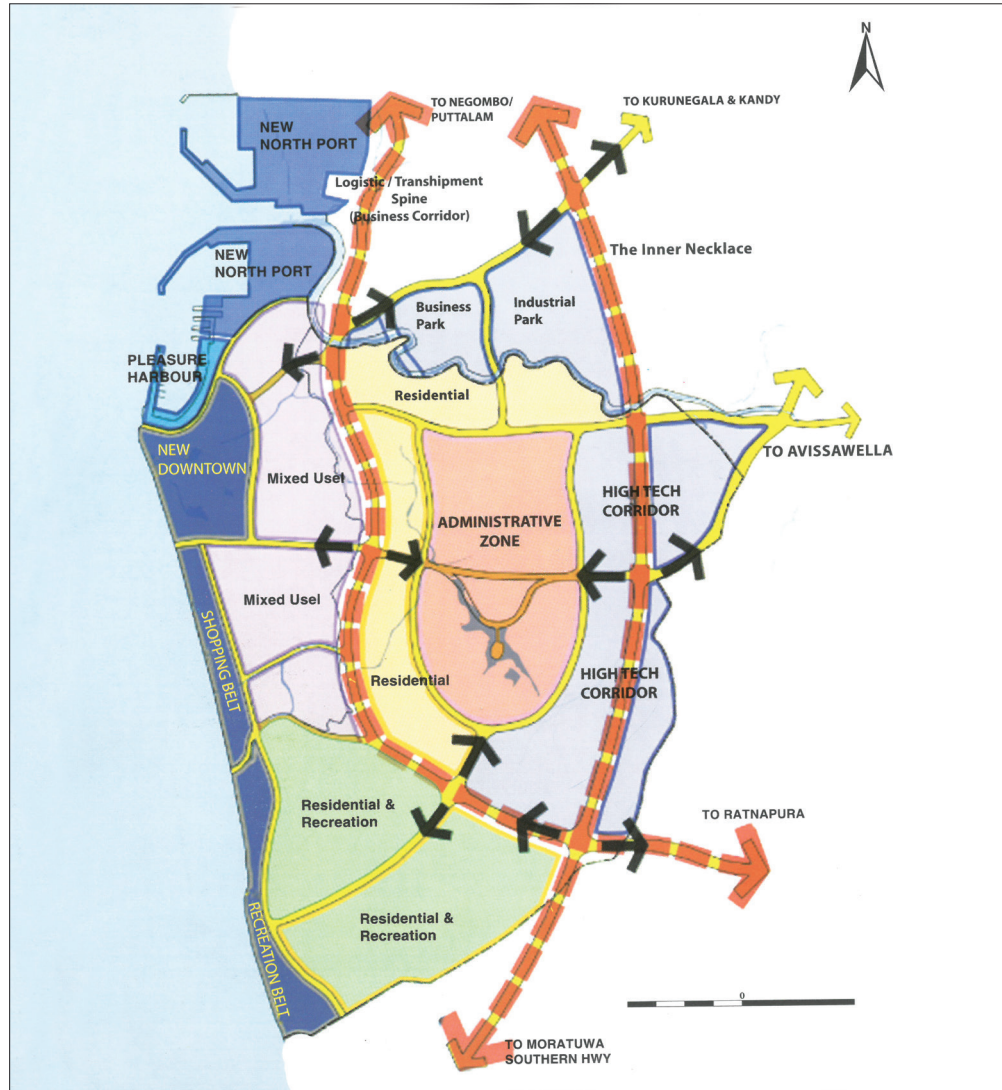 N
TO NEGOMBO/
PUTTALAM
TO KURUNEGALA & KANDY
NEW
NORTH PORT
Logistic / Transhipment
Spine
(Business Corridor)
The Inner Necklace
NEW
NORTH PORT
Business
Park
Industrial
Park
PLEASURE
HARBOUR
Residential
NEW
DOWNTOWN
TO AVISSAWELLA
Mixed Uset
HIGH TECH
CORRIDOR
ADMINISTRATIVE
ZONE
Mixed Usel
SHOPPING BELT
Residential
HIGH TECH
CORRIDOR
Residential &
Recreation
TO RATNAPURA
RECREATION BELT
Residential &
Recreation
0
TO MORATUWA
SOUTHERN HWY